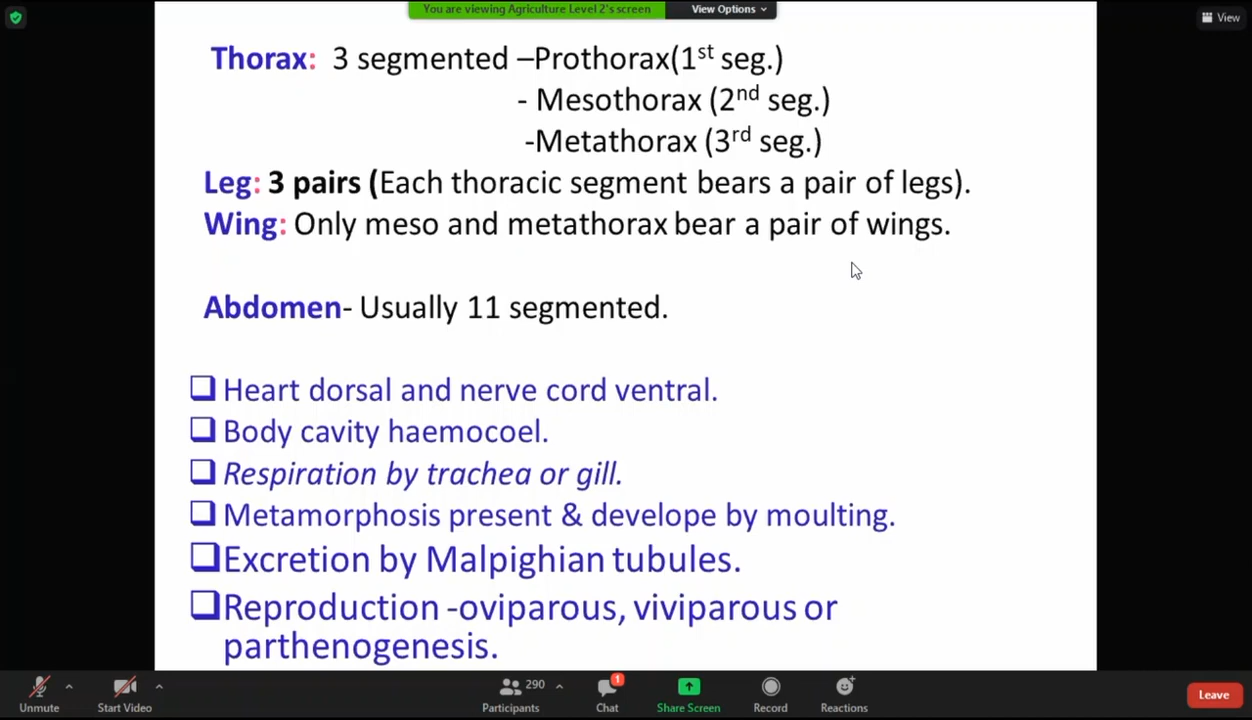 You are viewing Agriculture Level 2's screen View Options
View
Thorax: 3 segmented –Prothorax(1st seg.)
- Mesothorax (2nd seg.)
-Metathorax (3rd seg.)
Leg: 3 pairs (Each thoracic segment bears a pair of legs).
Wing: Only meso and metathorax bear a pair of wings.
Abdomen- Usually 11 segmented.
❑ Heart dorsal and nerve cord ventral.
❑ Body cavity haemocoel.
❑ Respiration by trachea or gill.
❑ Metamorphosis present & develope by moulting.
❑ Excretion by Malpighian tubules.
❑ Reproduction -oviparous, viviparous or
parthenogenesis.
290 1
Unmute Start Video Participants Chat Share Screen Record Reactions Leave